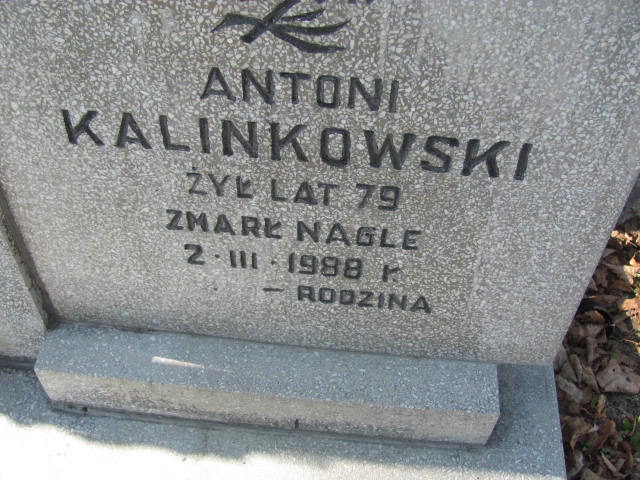 ANTONI
KALINKOWSKI
ŻYŁ LAT 79
ZMARŁ NAGLE
2·III·1988 r
– RODZINA